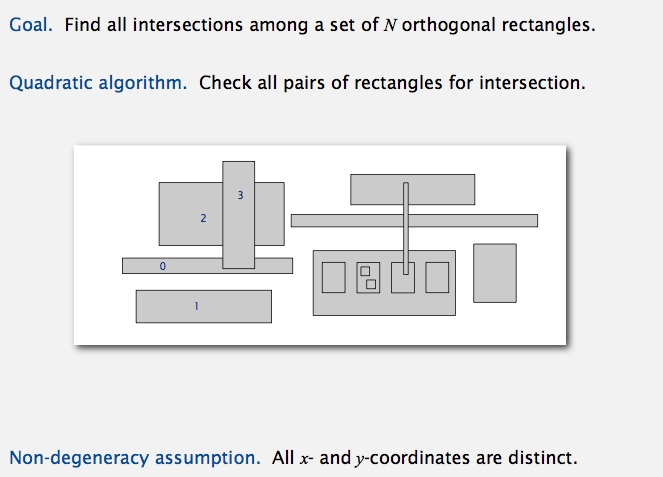 Goal. Find all intersections among a set of N orthogonal rectangles.
Quadratic algorithm. Check all pairs of rectangles for intersection.
3
2
0
1
Non-degeneracy assumption. All x- and y-coordinates are distinct.